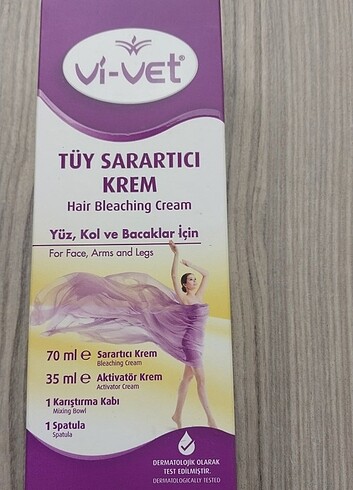 Vi-VET®
TÜY SARARTICI
KREM
Hair Bleaching Cream
Yüz, Kol ve Bacaklar İçin
For Face, Arms and Legs
70 ml e Sarartıcı Krem
Bleaching Cream
35 ml e Aktivatör Krem
Activator Cream
1 Karıştırma Kabı
Mixing Bowl
1 Spatula
Spatula
DERMATOLOJİK OLARAK
TEST EDİLMİŞTİR.
DERMATOLOGICALLY TESTED